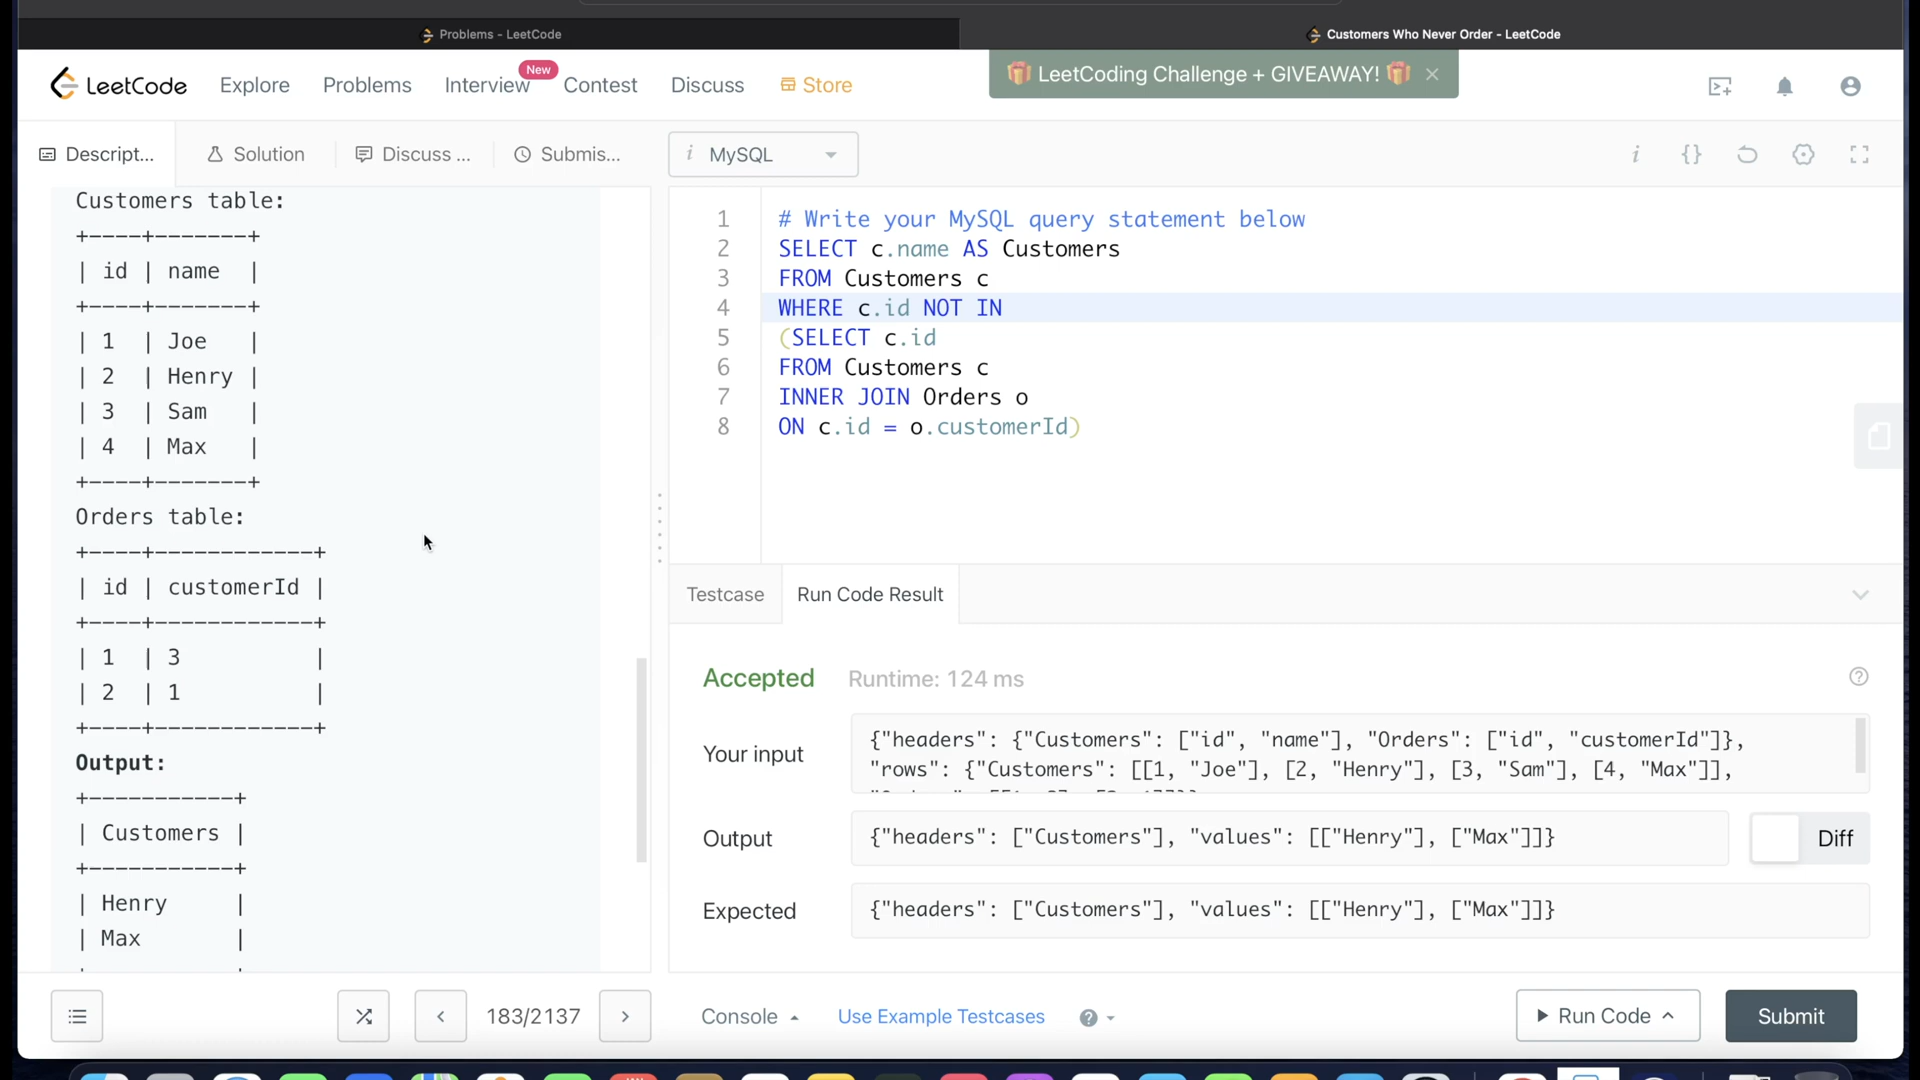 Problems - LeetCode
Customers Who Never Order - LeetCode
LeetCode
Explore
Problems
Interview
New
Contest
Discuss
Store
LeetCoding Challenge + GIVEAWAY!
Descript...
Solution
Discuss ...
Submis...
i MySQL
i {}
Customers table:
+----+-------+
| id | name  |
+----+-------+
| 1  | Joe   |
| 2  | Henry |
| 3  | Sam   |
| 4  | Max   |
+----+-------+
Orders table:
+----+------------+
| id | customerId |
+----+------------+
| 1  | 3          |
| 2  | 1          |
+----+------------+
Output:
+-----------+
| Customers |
+-----------+
| Henry     |
| Max       |
1 # Write your MySQL query statement below
2 SELECT c.name AS Customers
3 FROM Customers c
4 WHERE c.id NOT IN
5 (SELECT c.id
6 FROM Customers c
7 INNER JOIN Orders o
8 ON c.id = o.customerId)
Testcase
Run Code Result
Accepted
Runtime: 124 ms
Your input
{"headers": {"Customers": ["id", "name"], "Orders": ["id", "customerId"]},
"rows": {"Customers": [[1, "Joe"], [2, "Henry"], [3, "Sam"], [4, "Max"]],
Output
{"headers": ["Customers"], "values": [["Henry"], ["Max"]]}
Diff
Expected
{"headers": ["Customers"], "values": [["Henry"], ["Max"]]}
183/2137
Console
Use Example Testcases
Run Code
Submit